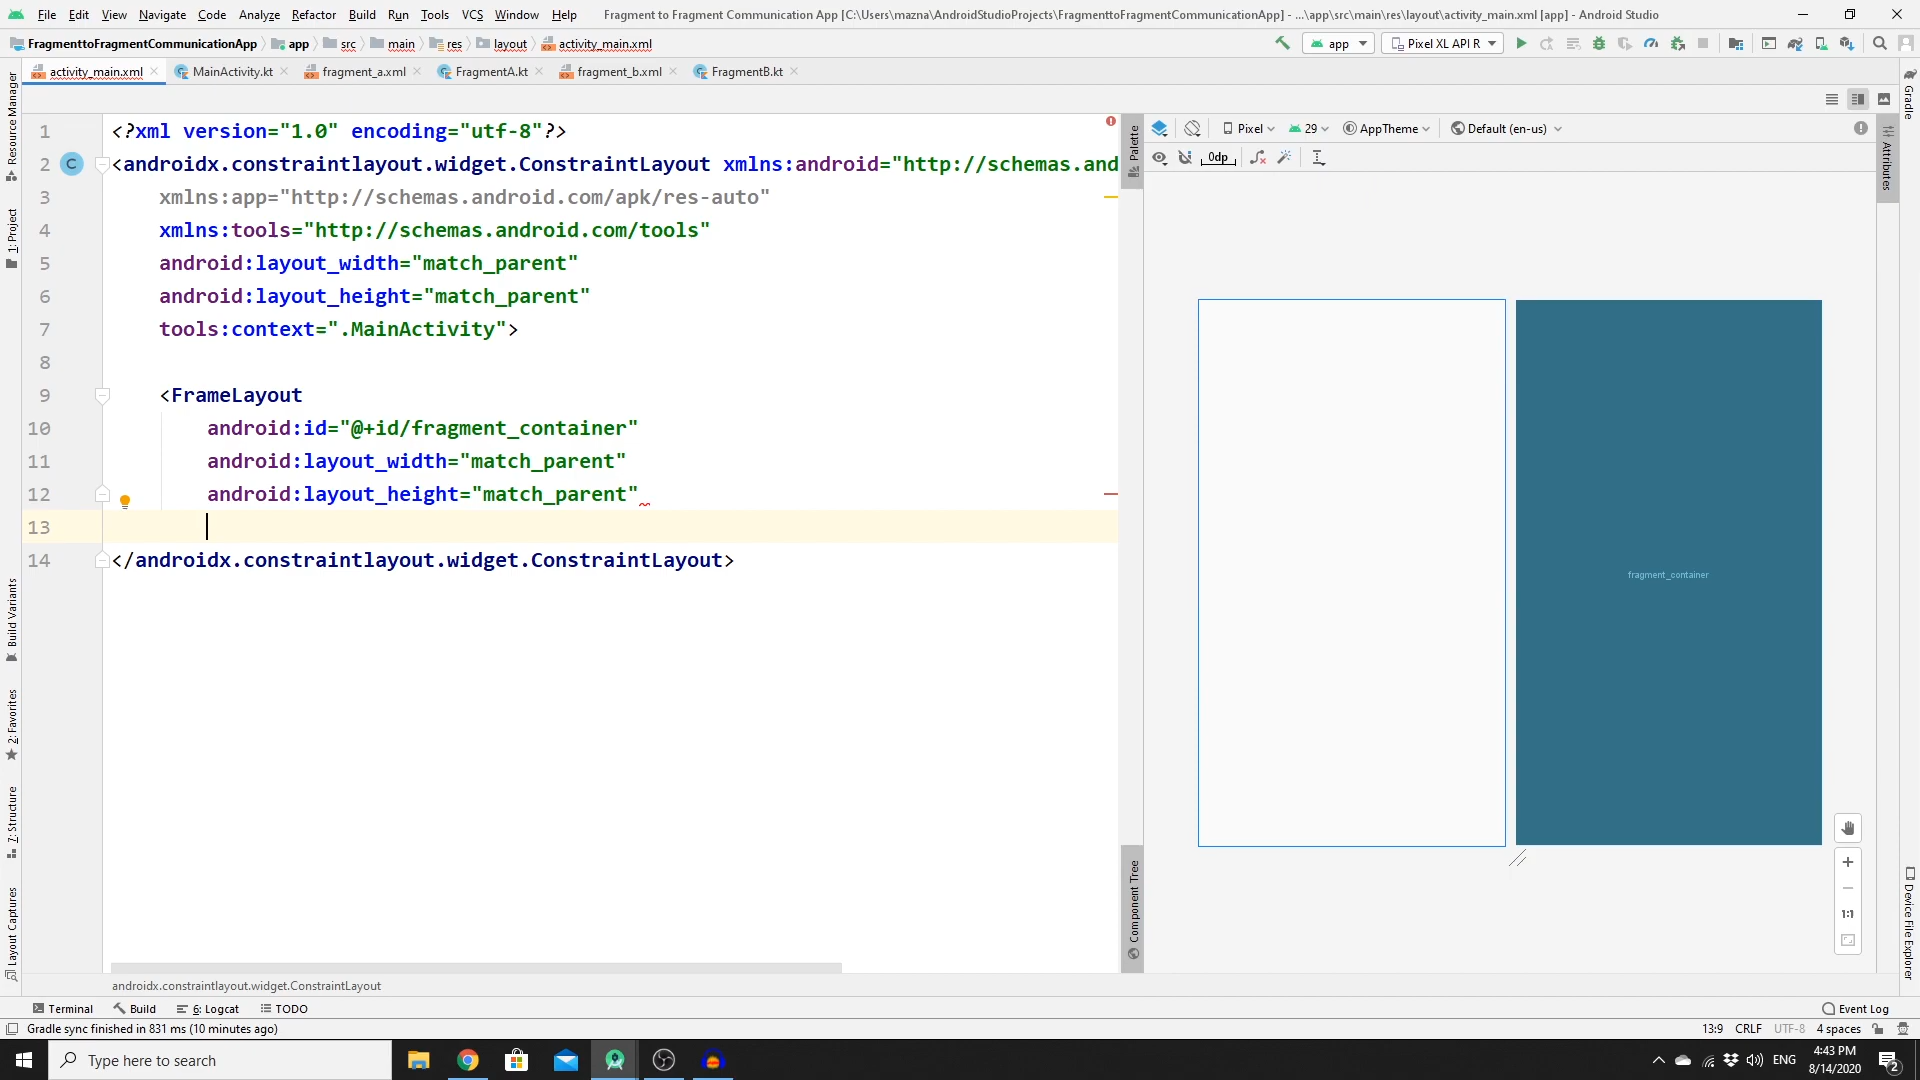 File Edit View Navigate Code Analyze Refactor Build Run Tools VCS Window Help Fragment to Fragment Communication App [C:\Users\mazna\AndroidStudioProjects\FragmenttoFragmentCommunicationApp] - ...\app\src\main\res\layout\activity_main.xml [app] - Android Studio
FragmenttoFragmentCommunicationApp app src main res layout activity_main.xml app Pixel XL API R
activity_main.xml MainActivity.kt fragment_a.xml FragmentA.kt fragment_b.xml FragmentB.kt
Resource Manager
1: Project
Build Variants
2: Favorites
7: Structure
Layout Captures
1 <?xml version="1.0" encoding="utf-8"?>
2 C <androidx.constraintlayout.widget.ConstraintLayout xmlns:android="http://schemas.and
3 xmlns:app="http://schemas.android.com/apk/res-auto"
4 xmlns:tools="http://schemas.android.com/tools"
5 android:layout_width="match_parent"
6 android:layout_height="match_parent"
7 tools:context=".MainActivity">
8
9 <FrameLayout
10 android:id="@+id/fragment_container"
11 android:layout_width="match_parent"
12 android:layout_height="match_parent"
13
14 </androidx.constraintlayout.widget.ConstraintLayout>
androidx.constraintlayout.widget.ConstraintLayout
Palette
Component Tree
Pixel 29 AppTheme Default (en-us)
0dp
fragment_container
1:1
Gradle
Attributes
Device File Explorer
Terminal Build 6: Logcat TODO Event Log
Gradle sync finished in 831 ms (10 minutes ago) 13:9 CRLF UTF-8 4 spaces
Type here to search ENG 4:43 PM
8/14/2020 2